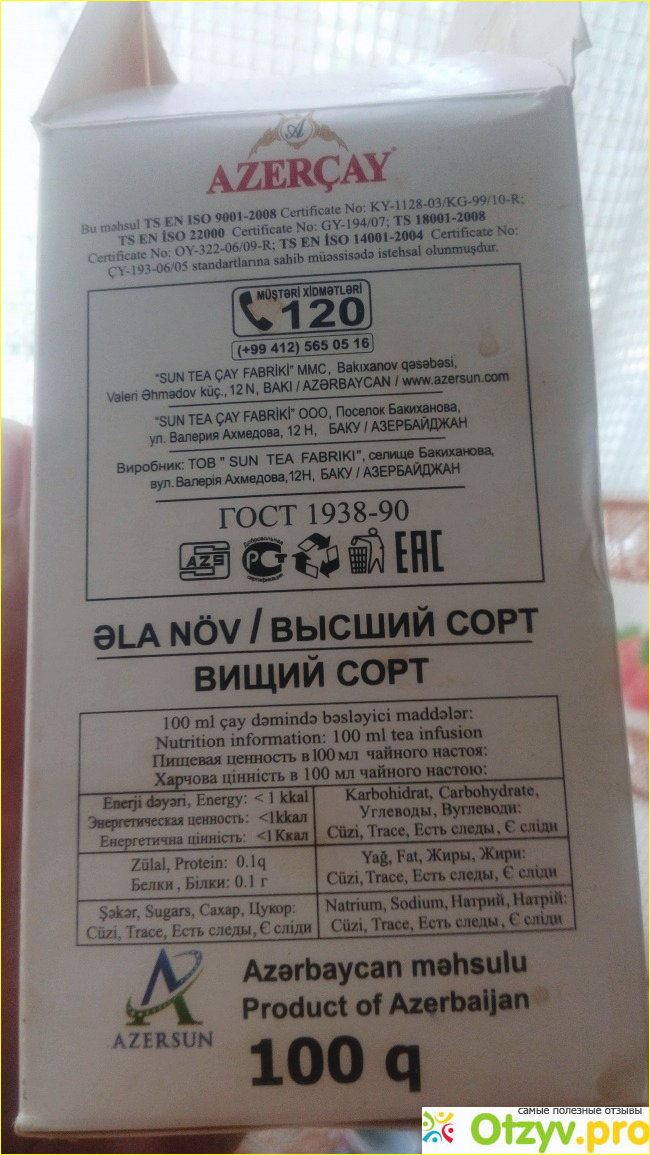 A
AZERÇAY
Bu məhsul TS EN ISO 9001-2008 Certificate No: KY-1128-03/KG-99/10-R;
TS EN İSO 22000 Certificate No: GY-194/07; TS 18001-2008
Certificate No: OY-322-06/09-R; TS EN İSO 14001-2004 Certificate No:
ÇY-193-06/05 standartlarına sahib müəssisədə istehsal olunmuşdur.
MÜŞTƏRİ XİDMƏTLƏRİ
120
(+99 412) 565 05 16
"SUN TEA ÇAY FABRİKİ" MMC, Bakıxanov qəsəbəsi,
Valeri Əhmədov küç., 12 N, BAKI / AZƏRBAYCAN / www.azersun.com
"SUN TEA ÇAY FABRİKİ" ООО, Поселок Бакиханова,
ул. Валерия Ахмедова, 12 Н, БАКУ / АЗЕРБАЙДЖАН
Виробник: ТОВ " SUN TEA FABRIKI", селище Бакиханова,
вул. Валерія Ахмедова,12Н, БАКУ / АЗЕРБАЙДЖАН
ГОСТ 1938-90
AZS
добровольная
РСТ
сертификация
EAC
ƏLA NÖV / ВЫСШИЙ СОРТ
ВИЩИЙ СОРТ
100 ml çay dəmində bəsləyici maddələr:
Nutrition information: 100 ml tea infusion
Пищевая ценность в 100 мл чайного настоя:
Харчова цінність в 100 мл чайного настою:
Enerji dəyəri, Energy: < 1 kkal
Энергетическая ценность: <1kkал
Енергетична цінність: <1Ккал
Karbohidrat, Carbohydrate,
Углеводы, Вуглеводи:
Cüzi, Trace, Есть следы, Є сліди
Zülal, Protein: 0.1q
Белки , Білки: 0.1 г
Yağ, Fat, Жиры, Жири:
Cüzi, Trace, Есть следы, Є сліди
Şəkər, Sugars, Сахар, Цукор:
Cüzi, Trace, Есть следы, Є сліди
Natrium, Sodium, Натрий, Натрій:
Cüzi, Trace, Есть следы, Є сліди
AZERSUN
Azərbaycan məhsulu
Product of Azerbaijan
100 q
самые полезные отзывы
Otzyv.pro